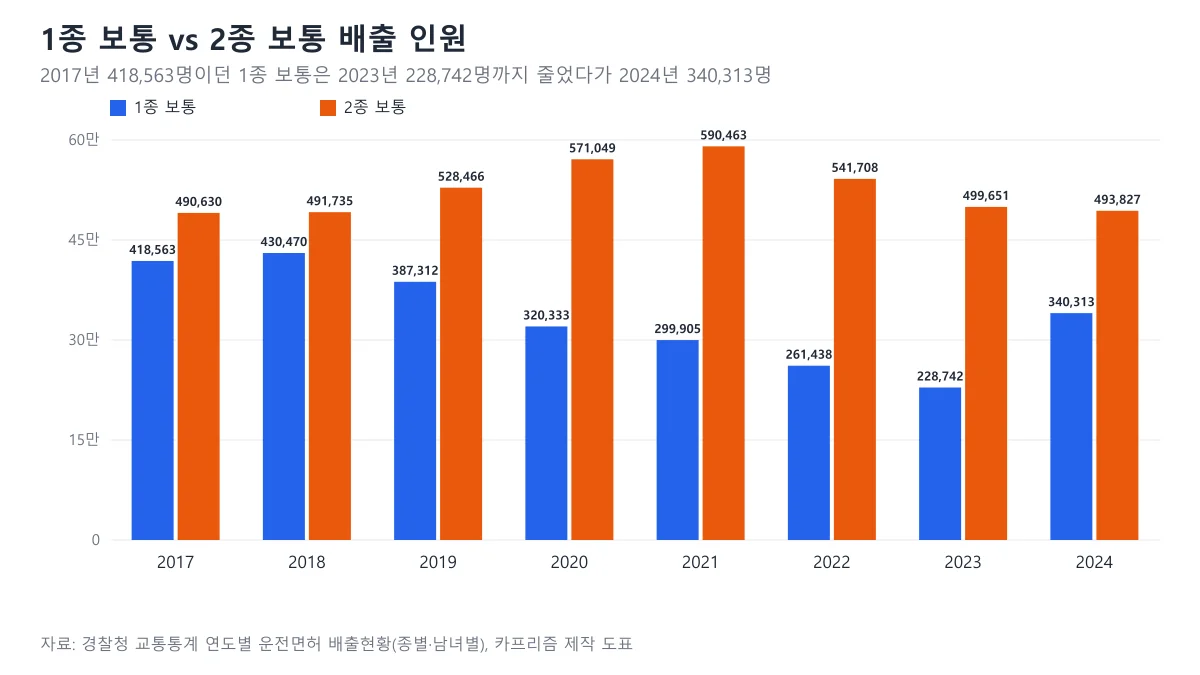 1종 보통 vs 2종 보통 배출 인원
2017년 418,563명이던 1종 보통은 2023년 228,742명까지 줄었다가 2024년 340,313명
1종 보통 2종 보통
60만
45만
30만
15만
0
418,563 490,630
430,470 491,735
387,312 528,466
320,333 571,049
299,905 590,463
261,438 541,708
228,742 499,651
340,313 493,827
2017 2018 2019 2020 2021 2022 2023 2024
자료: 경찰청 교통통계 연도별 운전면허 배출현황(종별·남녀별), 카프리즘 제작 도표